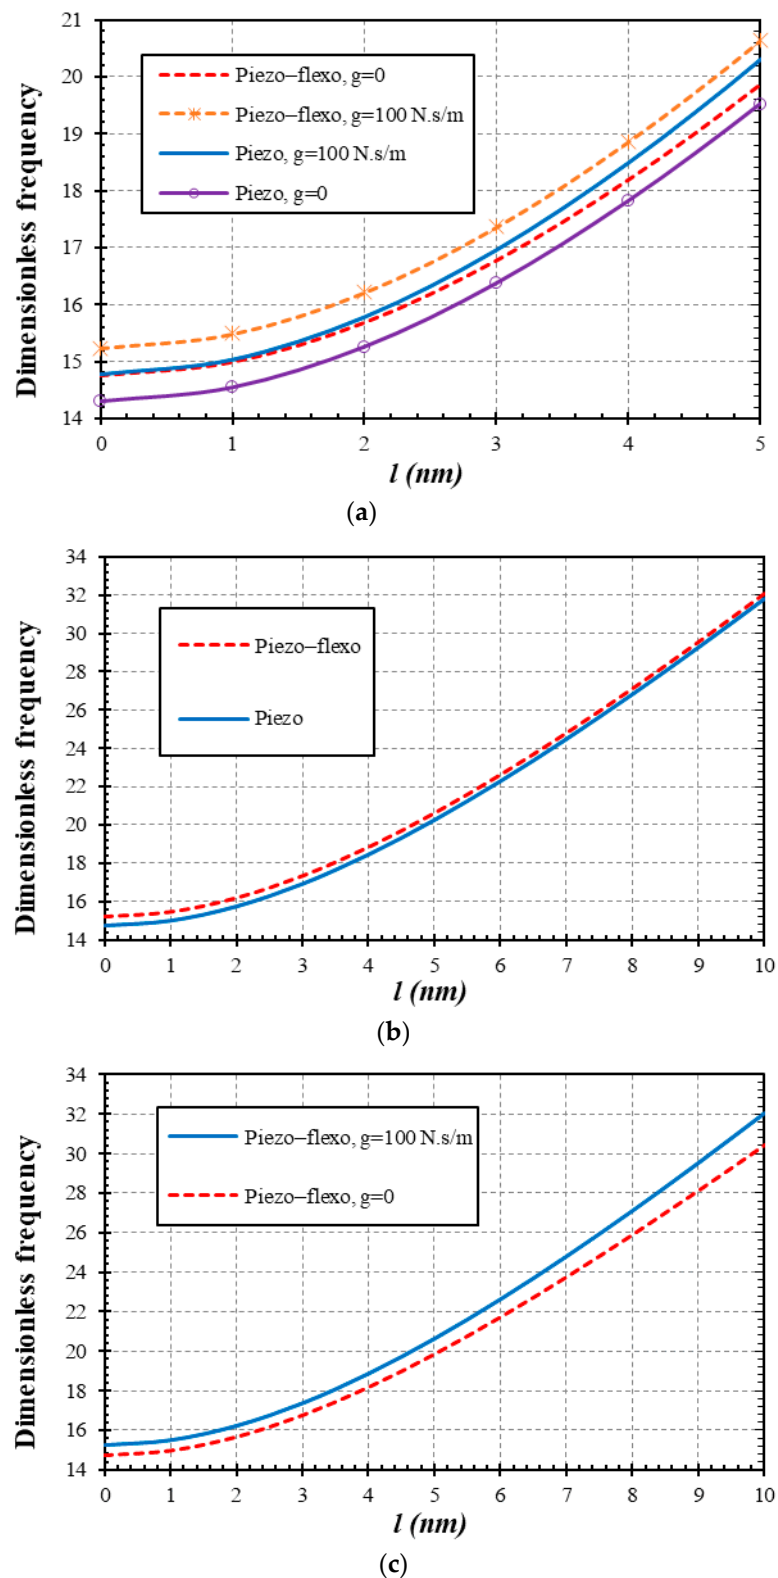 21
20
19
18
17
16
15
14
Dimensionless frequency
Piezo–flexo, g=0
Piezo–flexo, g=100 N.s/m
Piezo, g=100 N.s/m
Piezo, g=0
0 1 2 3 4 5
l (nm)
(a)
34
32
30
28
26
24
22
20
18
16
14
Dimensionless frequency
Piezo–flexo
Piezo
0 1 2 3 4 5 6 7 8 9 10
l (nm)
(b)
34
32
30
28
26
24
22
20
18
16
14
Dimensionless frequency
Piezo–flexo, g=100 N.s/m
Piezo–flexo, g=0
0 1 2 3 4 5 6 7 8 9 10
l (nm)
(c)